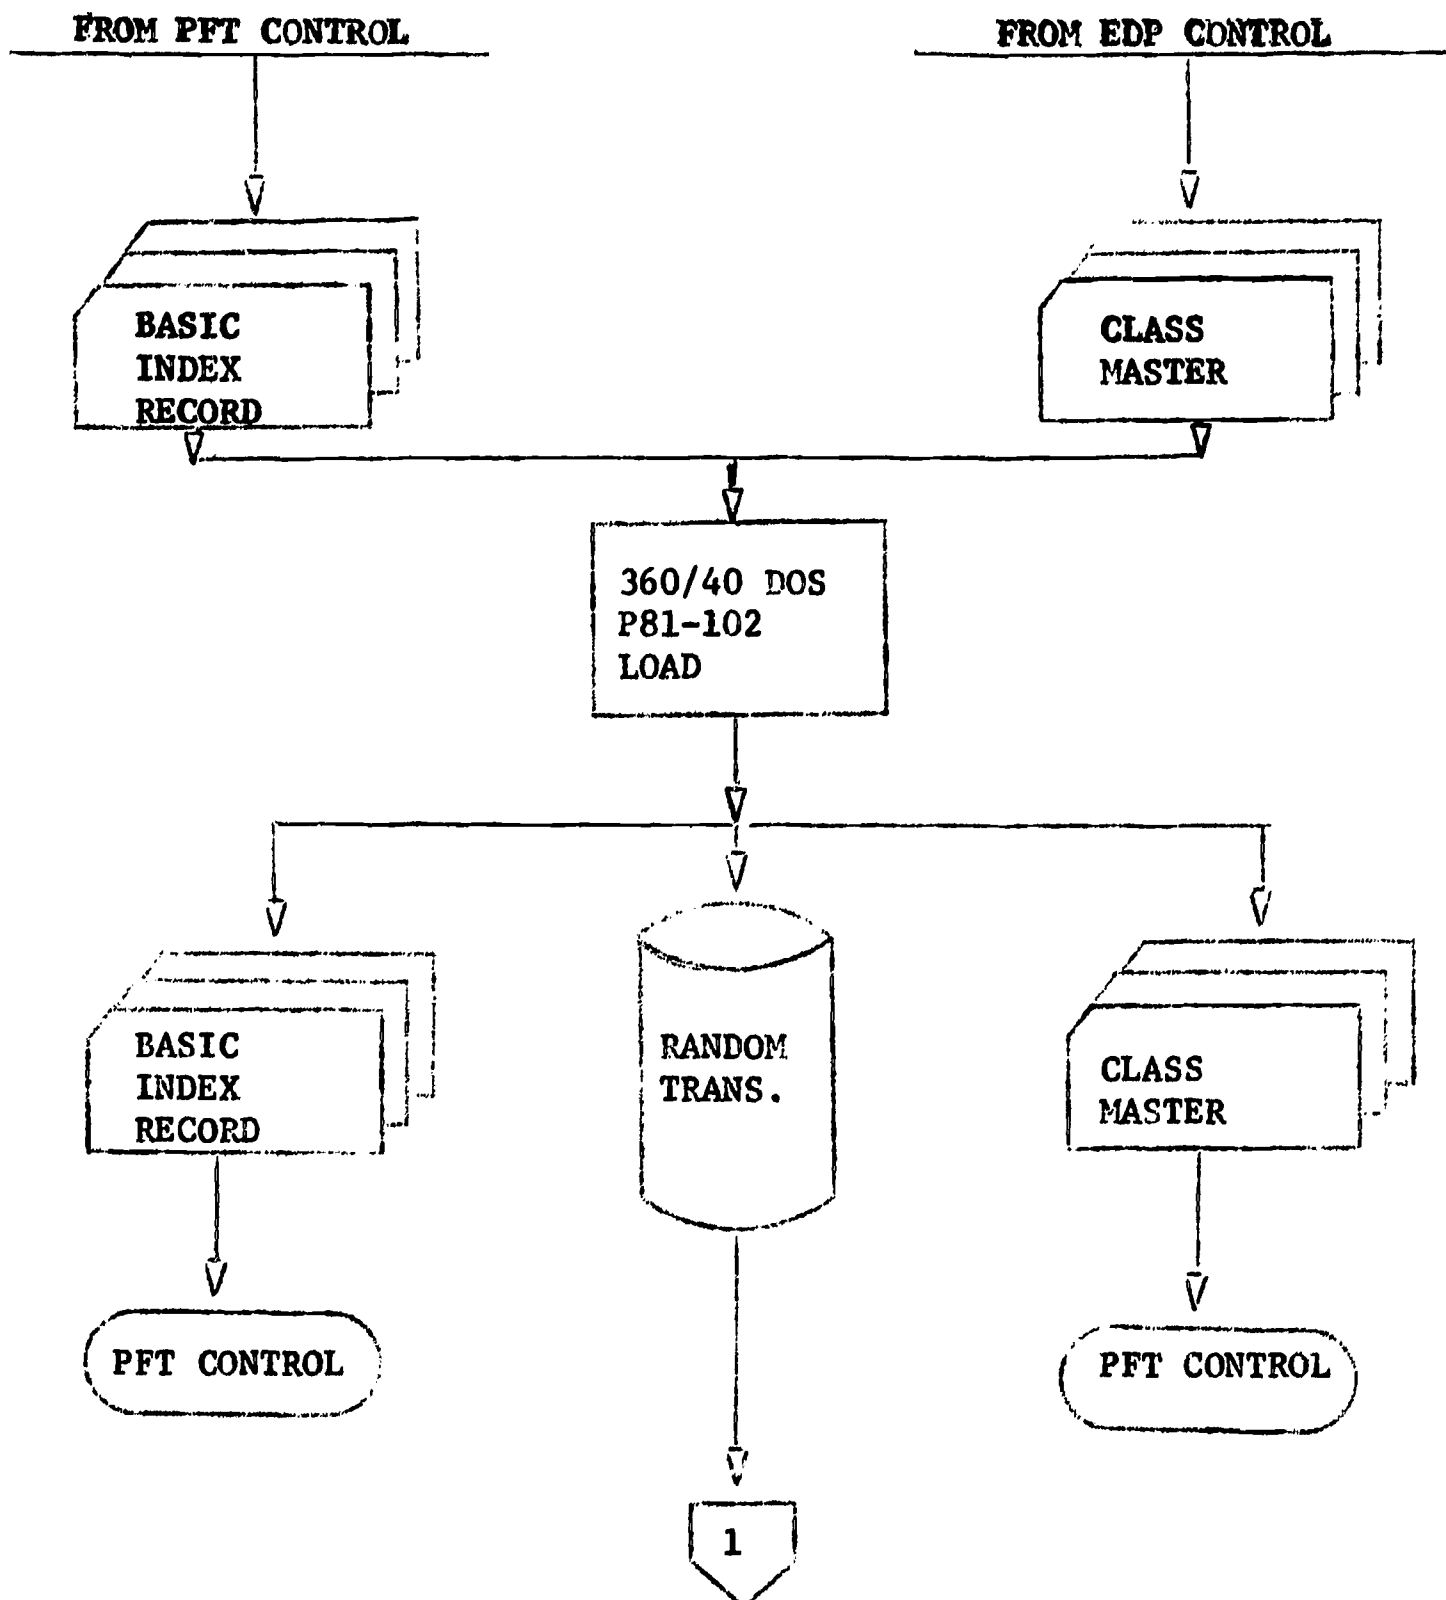 FROM PFT CONTROL
FROM EDP CONTROL
BASIC
INDEX
RECORD
CLASS
MASTER
360/40 DOS
P81-102
LOAD
BASIC
INDEX
RECORD
RANDOM
TRANS.
CLASS
MASTER
PFT CONTROL
PFT CONTROL
1